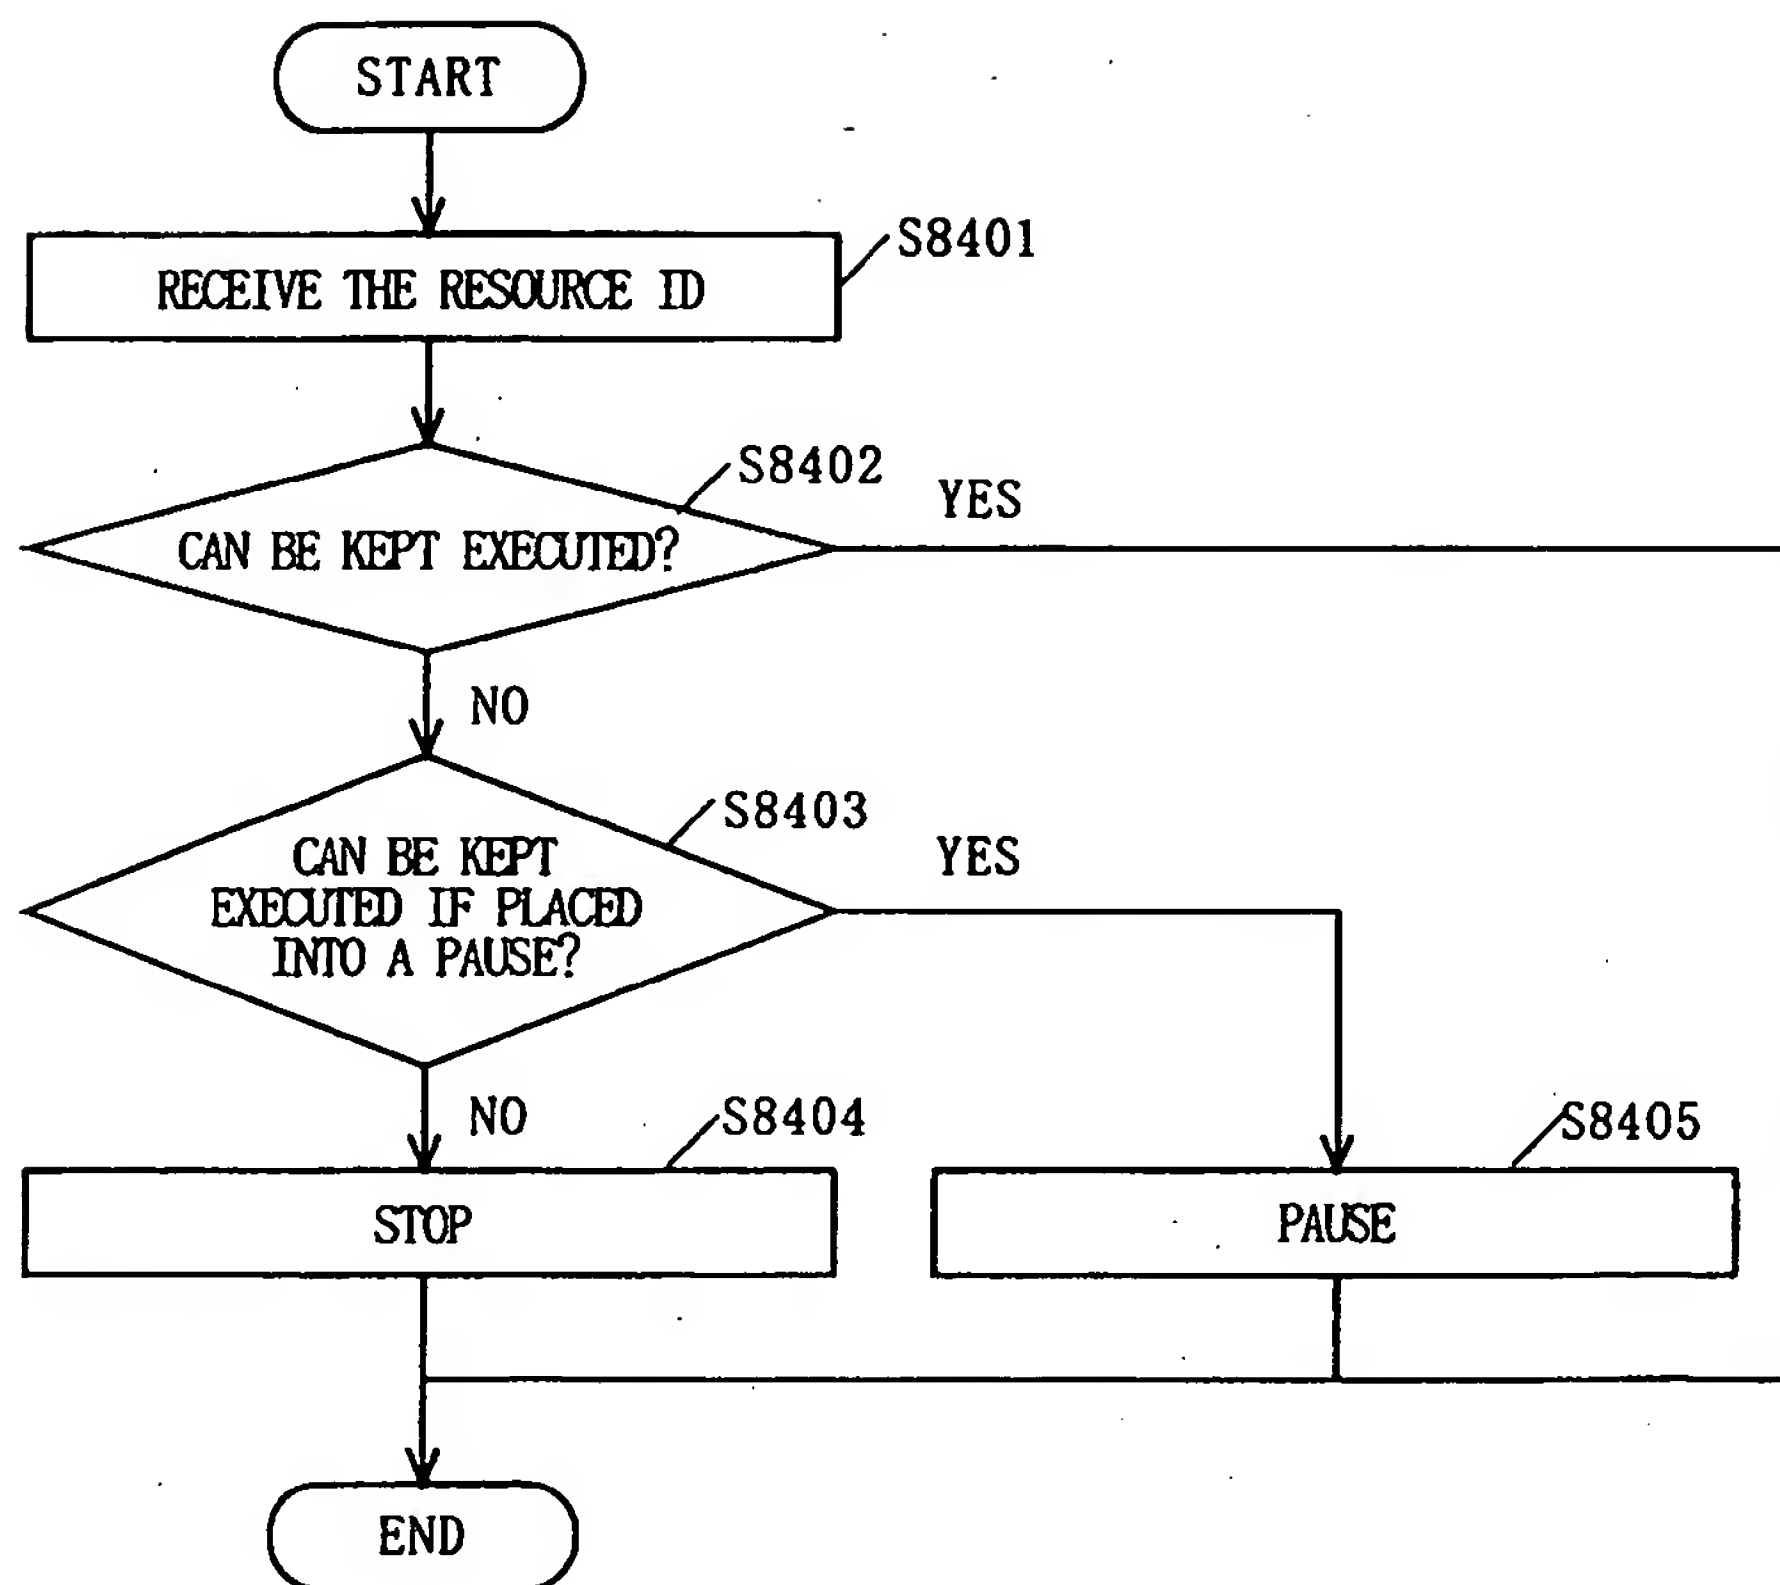 START
S8401
RECEIVE THE RESOURCE ID
S8402
YES
CAN BE KEPT EXECUTED?
NO
S8403
CAN BE KEPT
EXECUTED IF PLACED
INTO A PAUSE?
YES
NO
S8404
S8405
STOP
PAUSE
END